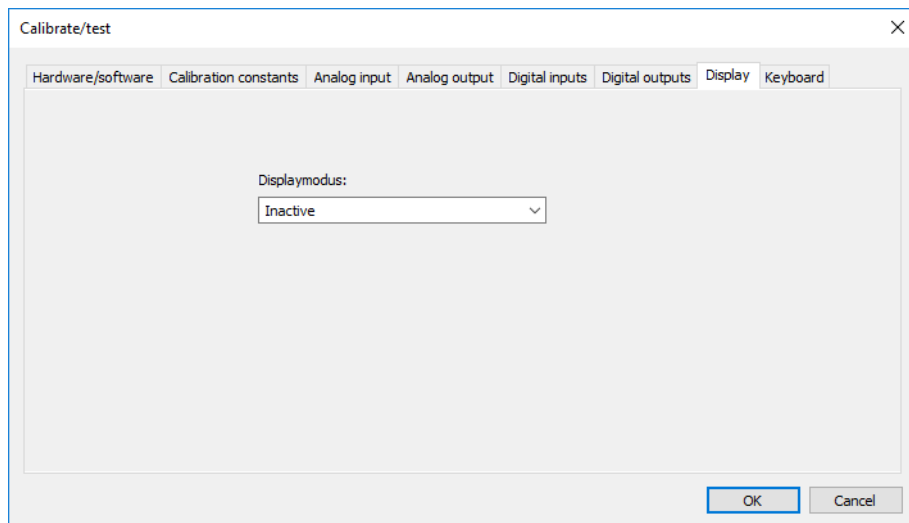 Calibrate/test
Hardware/software Calibration constants Analog input Analog output Digital inputs Digital outputs Display Keyboard
Displaymodus:
Inactive
OK Cancel